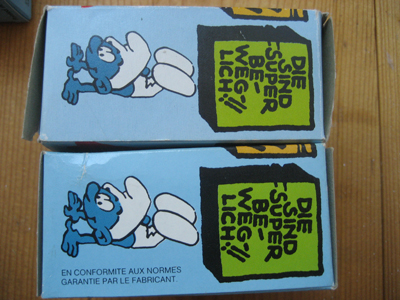 DIE
SIND
SUPER
BE-
WEG-
LICH!!
DIE
SIND
SUPER
BE-
WEG-
LICH!!
EN CONFORMITE AUX NORMES
GARANTIE PAR LE FABRICANT.